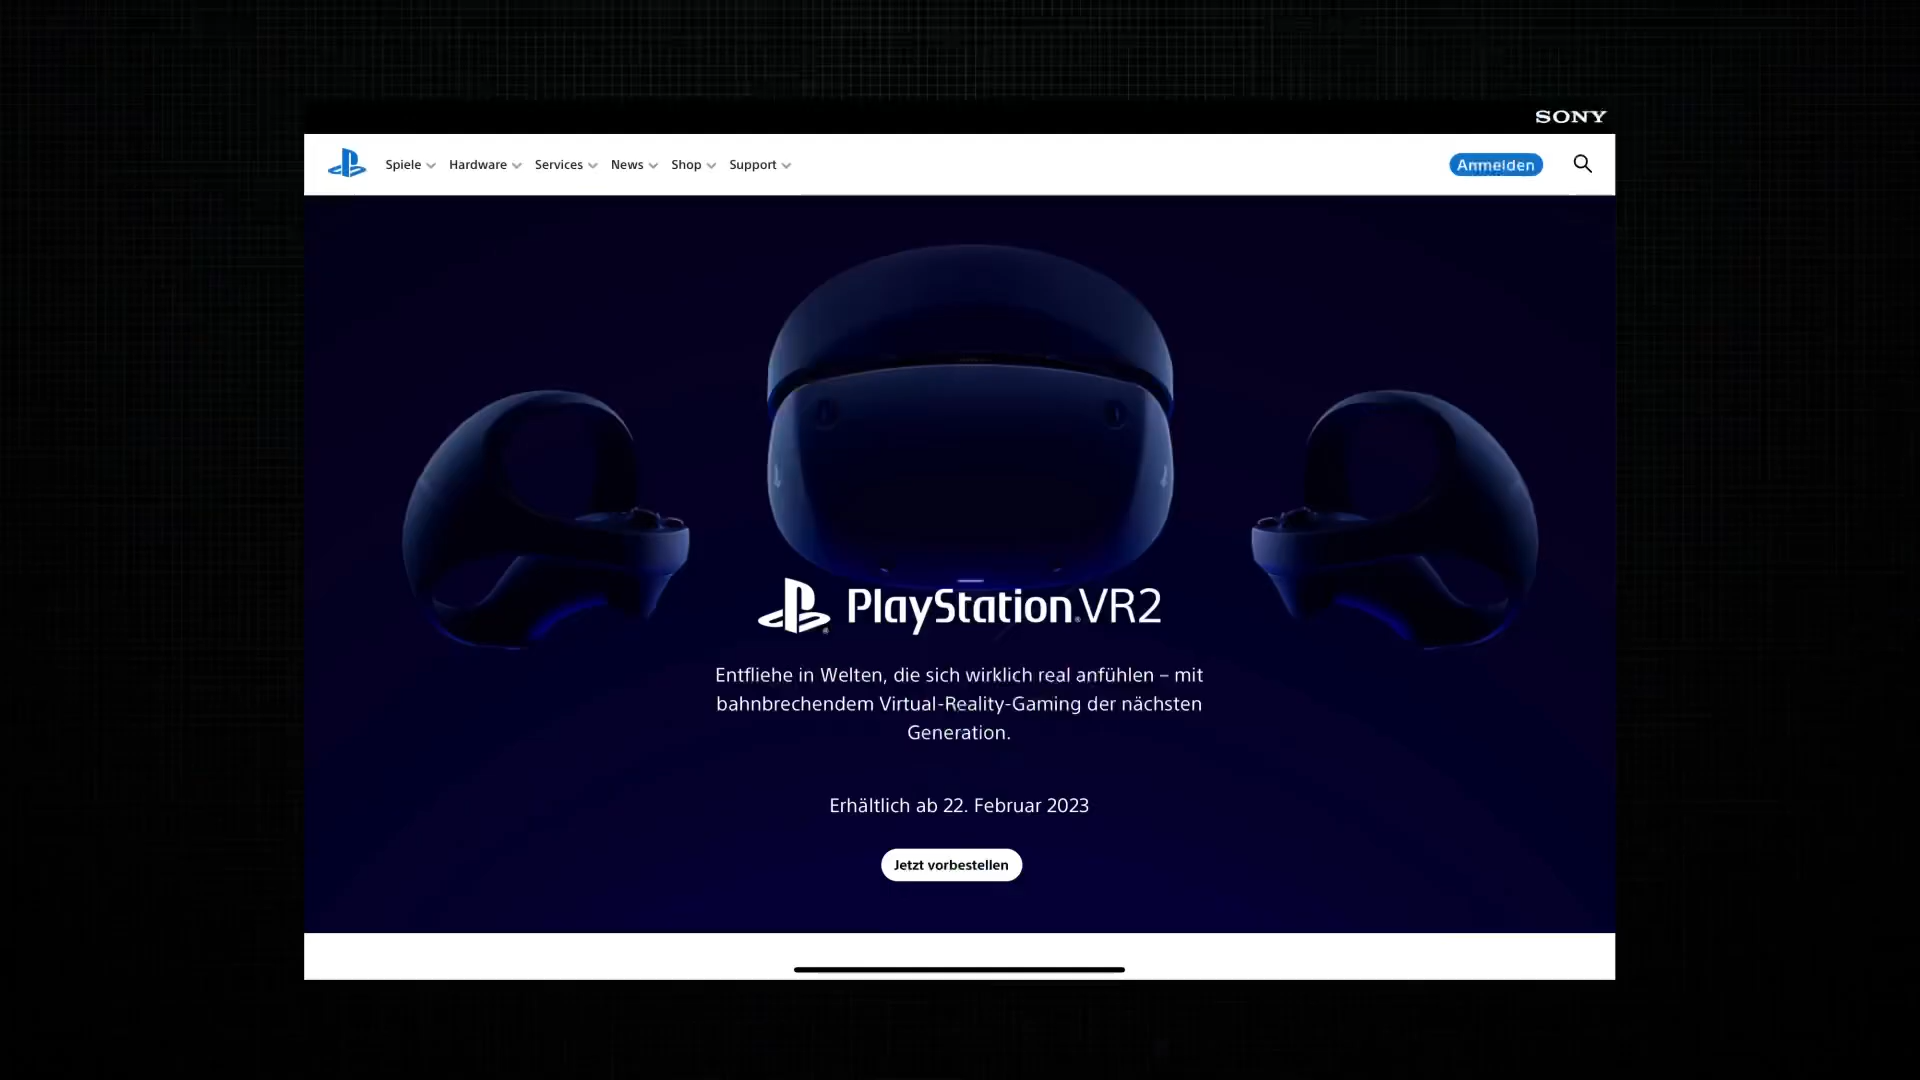 SONY
Spiele Hardware Services News Shop Support Anmelden
PlayStation®VR2
Entfliehe in Welten, die sich wirklich real anfühlen – mit
bahnbrechendem Virtual-Reality-Gaming der nächsten
Generation.
Erhältlich ab 22. Februar 2023
Jetzt vorbestellen